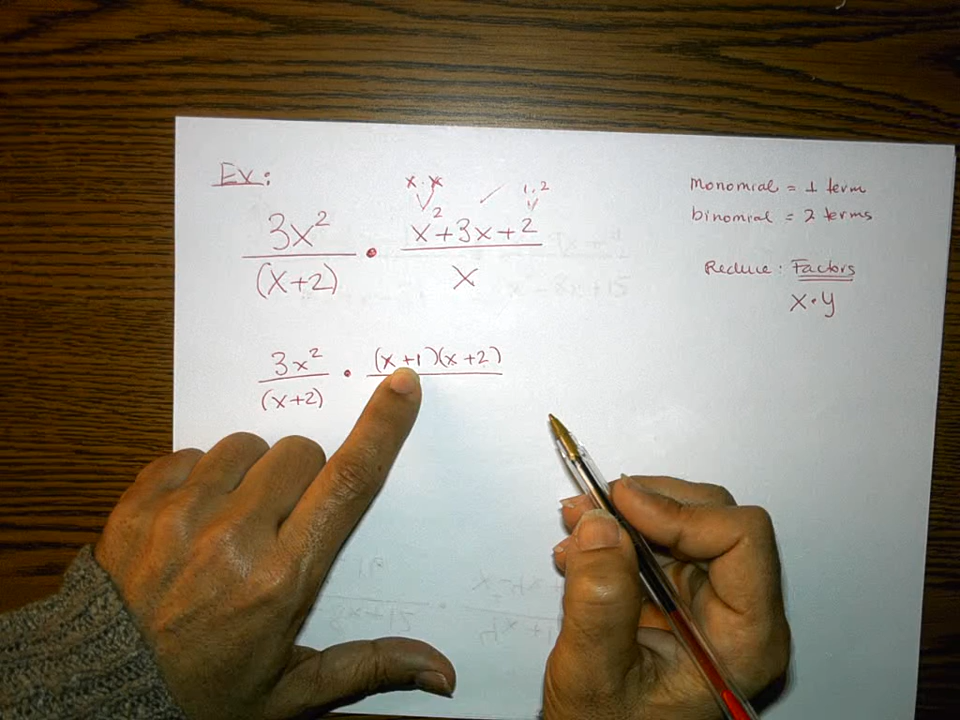 Ex:
x · x
1, 2
3x² / (x+2) · x²+3x+2 / x
3x² / (x+2) · (x+1)(x+2)
monomial = 1 term
binomial = 2 terms
Reduce: Factors
x·y